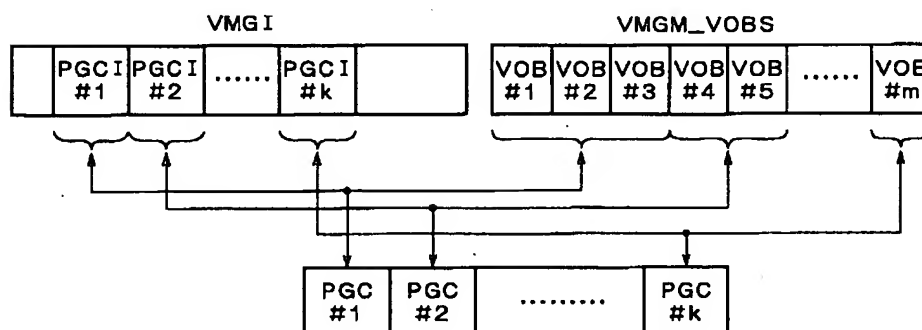 VMGI VMGM_VOBS
PGCI PGCI ...... PGCI VOB VOB VOB VOB VOB ...... VOB
#1 #2 #k #1 #2 #3 #4 #5 #m
PGC PGC ......... PGC
#1 #2 #k